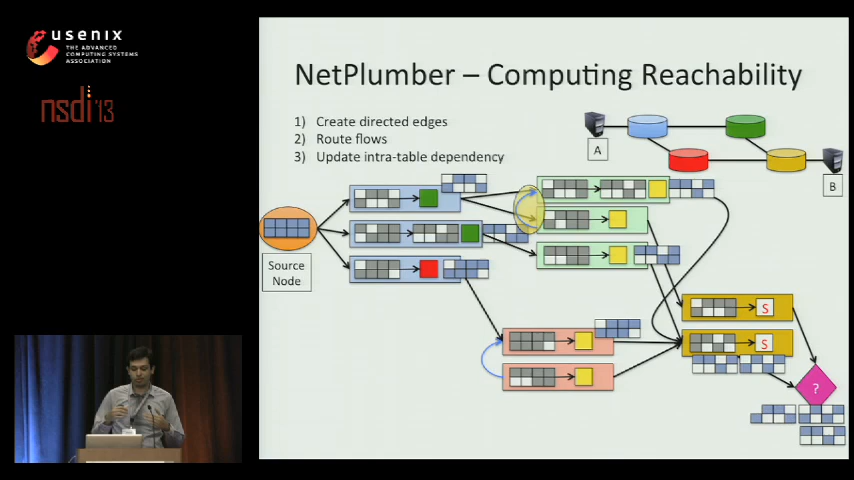 usenix
THE ADVANCED
COMPUTING SYSTEMS
ASSOCIATION
nsdi'13
NetPlumber – Computing Reachability
1) Create directed edges
2) Route flows
3) Update intra-table dependency
A
B
Source
Node
S
S
?